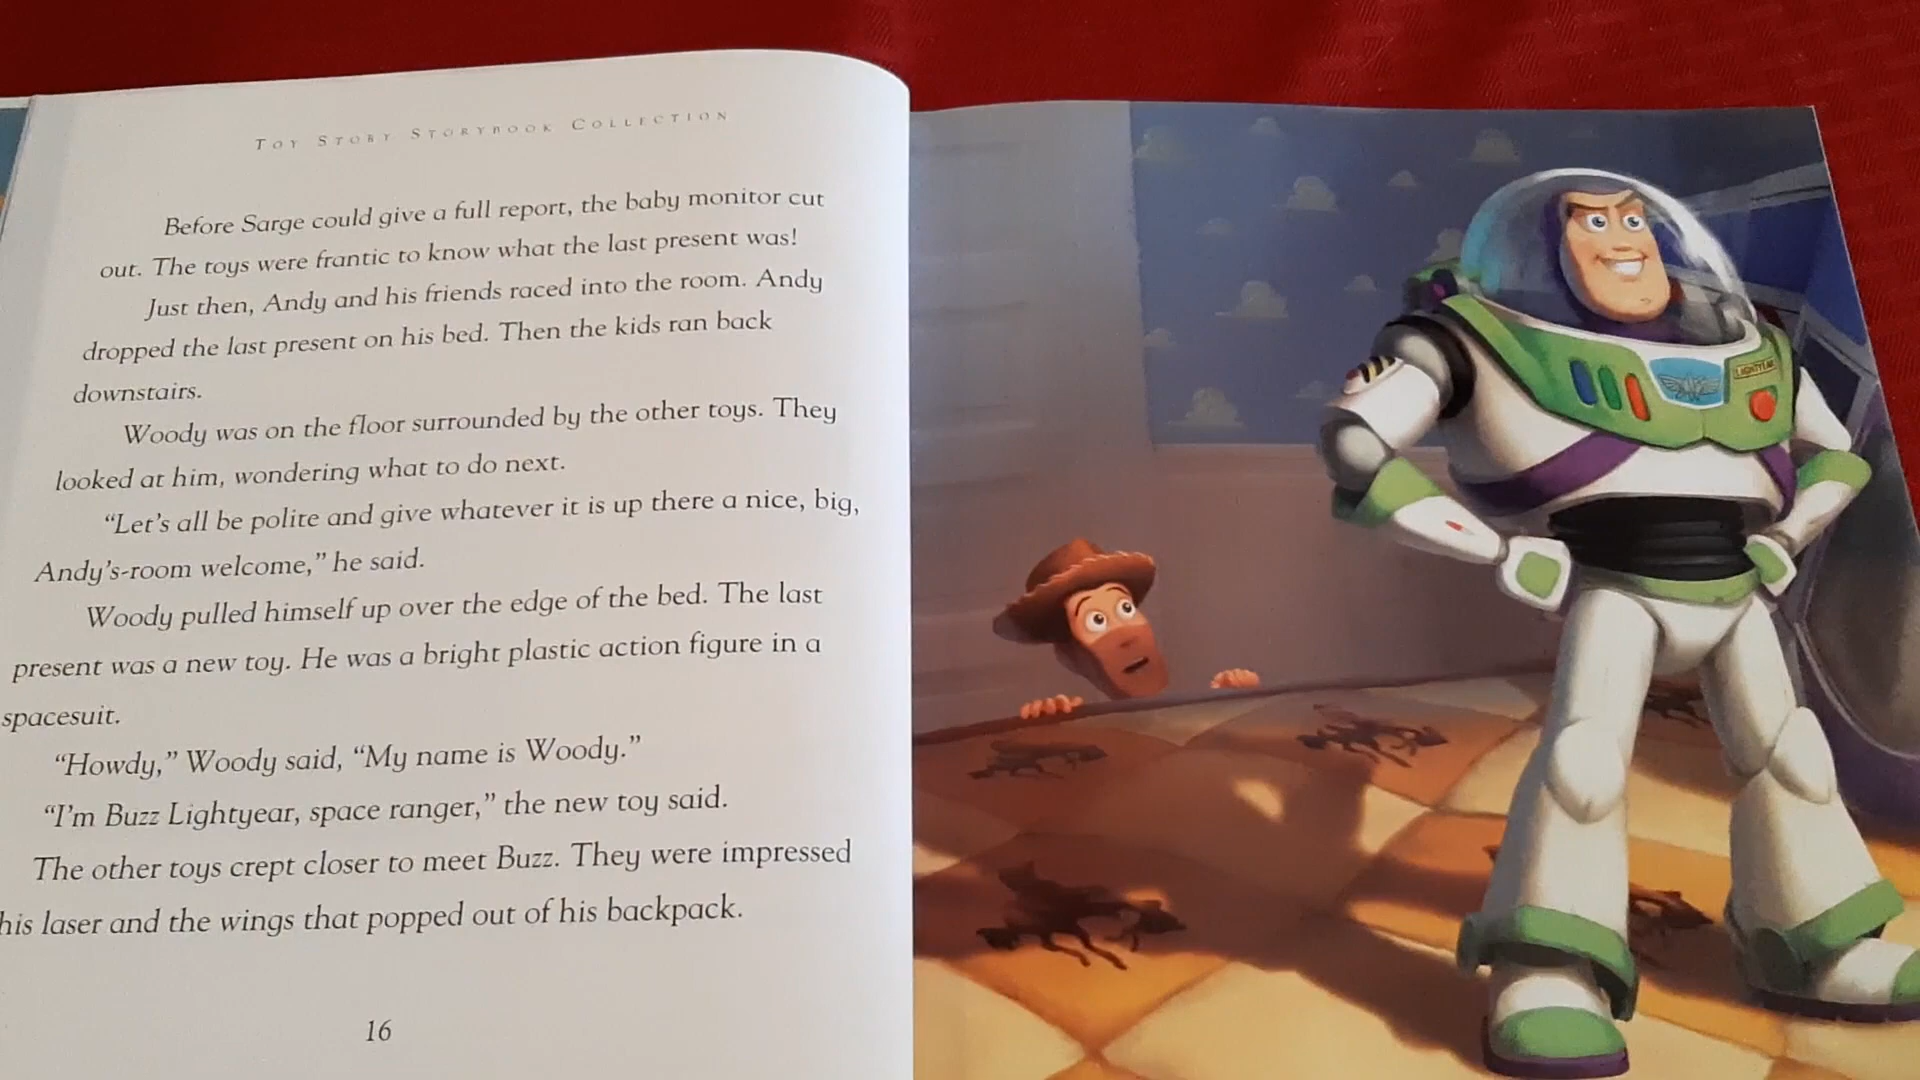 TOY STORY STORYBOOK COLLECTION
Before Sarge could give a full report, the baby monitor cut
out. The toys were frantic to know what the last present was!
Just then, Andy and his friends raced into the room. Andy
dropped the last present on his bed. Then the kids ran back
downstairs.
Woody was on the floor surrounded by the other toys. They
looked at him, wondering what to do next.
“Let’s all be polite and give whatever it is up there a nice, big,
Andy’s-room welcome,” he said.
Woody pulled himself up over the edge of the bed. The last
present was a new toy. He was a bright plastic action figure in a
spacesuit.
“Howdy,” Woody said, “My name is Woody.”
“I’m Buzz Lightyear, space ranger,” the new toy said.
The other toys crept closer to meet Buzz. They were impressed
his laser and the wings that popped out of his backpack.
16
LIGHTYEAR